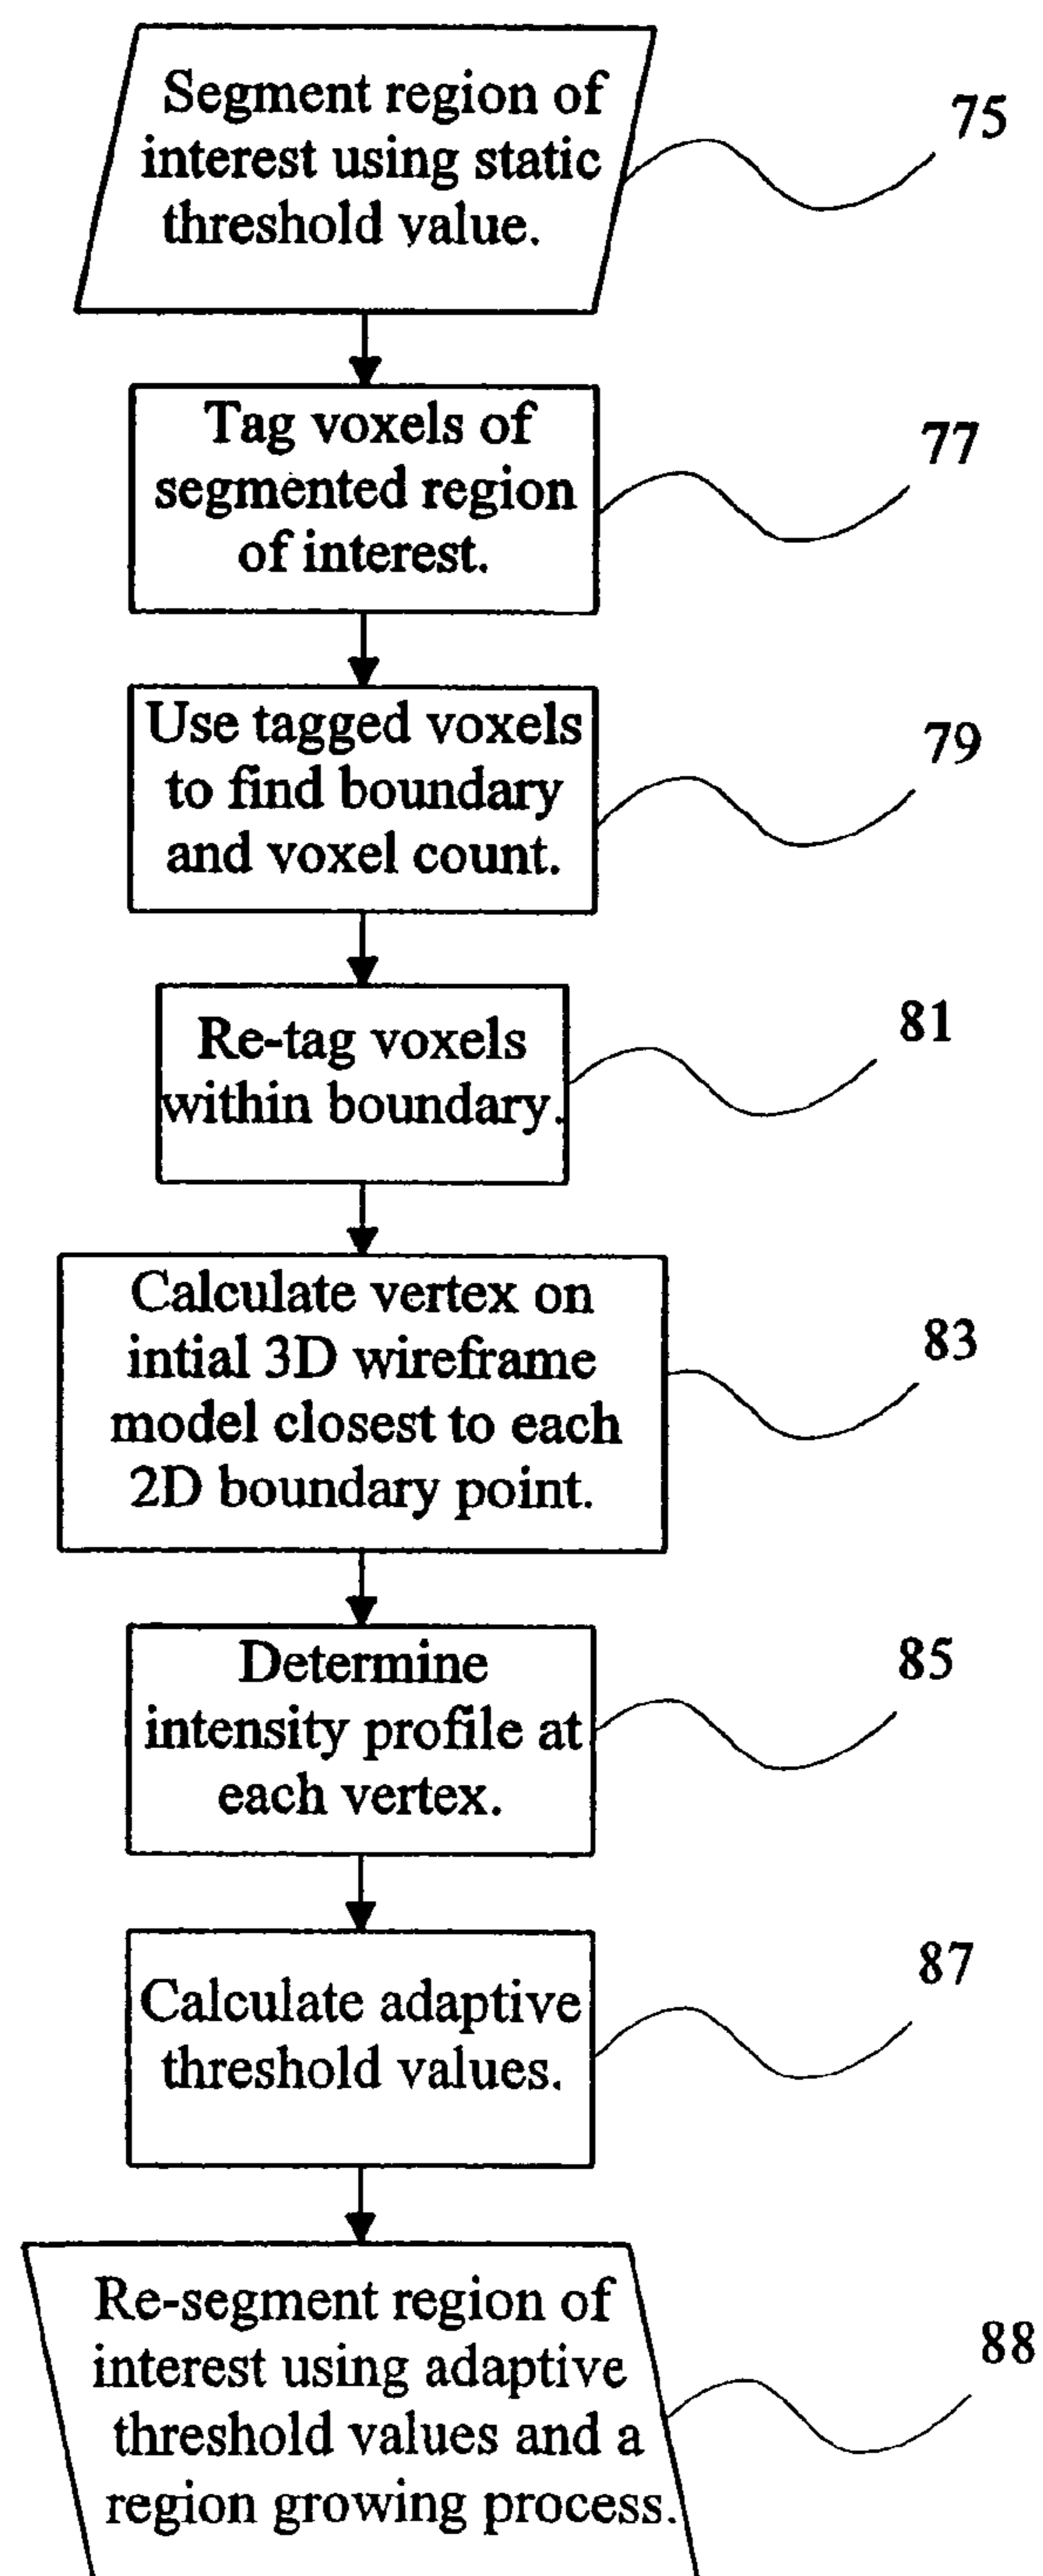 Segment region of
interest using static
threshold value.
75
Tag voxels of
segmented region
of interest.
77
Use tagged voxels
to find boundary
and voxel count.
79
Re-tag voxels
within boundary.
81
Calculate vertex on
intial 3D wireframe
model closest to each
2D boundary point.
83
Determine
intensity profile at
each vertex.
85
Calculate adaptive
threshold values.
87
Re-segment region of
interest using adaptive
threshold values and a
region growing process.
88